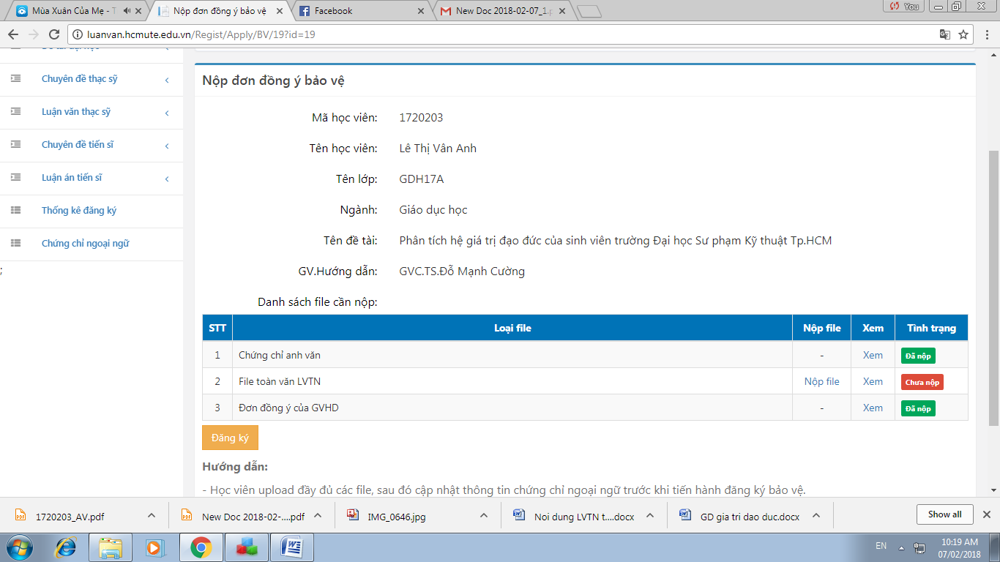 Mùa Xuân Của Mẹ - T
Nộp đơn đồng ý bảo vệ
Facebook
New Doc 2018-02-07_1.p
You
luanvan.hcmute.edu.vn/Regist/Apply/BV/19?id=19
Chuyên đề thạc sỹ
Luận văn thạc sỹ
Chuyên đề tiến sĩ
Luận án tiến sĩ
Thống kê đăng ký
Chứng chỉ ngoại ngữ
;
Nộp đơn đồng ý bảo vệ
Mã học viên: 1720203
Tên học viên: Lê Thị Vân Anh
Tên lớp: GDH17A
Ngành: Giáo dục học
Tên đề tài: Phân tích hệ giá trị đạo đức của sinh viên trường Đại học Sư phạm Kỹ thuật Tp.HCM
GV.Hướng dẫn: GVC.TS.Đỗ Mạnh Cường
Danh sách file cần nộp:
STT Loại file Nộp file Xem Tình trạng
1 Chứng chỉ anh văn - Xem Đã nộp
2 File toàn văn LVTN Nộp file Xem Chưa nộp
3 Đơn đồng ý của GVHD - Xem Đã nộp
Đăng ký
Hướng dẫn:
- Học viên upload đầy đủ các file, sau đó cập nhật thông tin chứng chỉ ngoại ngữ trước khi tiến hành đăng ký bảo vệ.
1720203_AV.pdf
New Doc 2018-02-....pdf
IMG_0646.jpg
Noi dung LVTN t....docx
GD gia tri dao duc.docx
Show all
EN
10:19 AM
07/02/2018